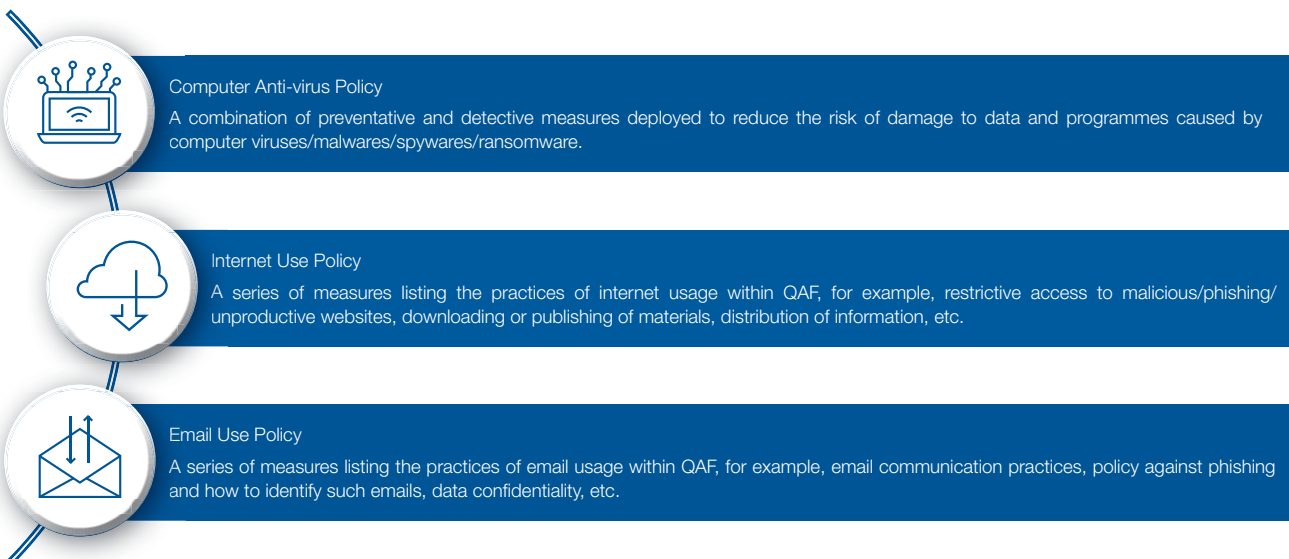 Computer Anti-virus Policy
A combination of preventative and detective measures deployed to reduce the risk of damage to data and programmes caused by
computer viruses/malwares/spywares/ransomware.
Internet Use Policy
A series of measures listing the practices of internet usage within QAF, for example, restrictive access to malicious/phishing/
unproductive websites, downloading or publishing of materials, distribution of information, etc.
Email Use Policy
A series of measures listing the practices of email usage within QAF, for example, email communication practices, policy against phishing
and how to identify such emails, data confidentiality, etc.